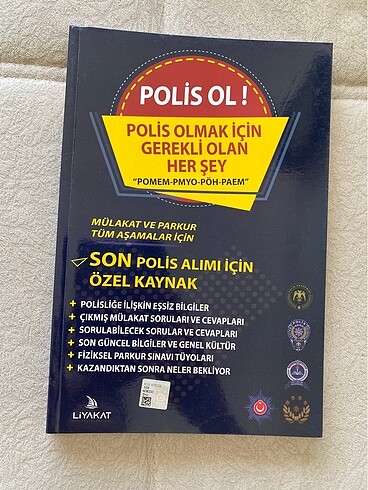 POLİS OL !
POLİS OLMAK İÇİN
GEREKLİ OLAN
HER ŞEY
"POMEM-PMYO-PÖH-PAEM"
MÜLAKAT VE PARKUR
TÜM AŞAMALAR İÇİN
SON POLİS ALIMI İÇİN
ÖZEL KAYNAK
+ POLİSLİĞE İLİŞKİN EŞSİZ BİLGİLER
+ ÇIKMIŞ MÜLAKAT SORULARI VE CEVAPLARI
+ SORULABİLECEK SORULAR VE CEVAPLARI
+ SON GÜNCEL BİLGİLER VE GENEL KÜLTÜR
+ FİZİKSEL PARKUR SINAVI TÜYOLARI
+ KAZANDIKTAN SONRA NELER BEKLİYOR
LİYAKAT